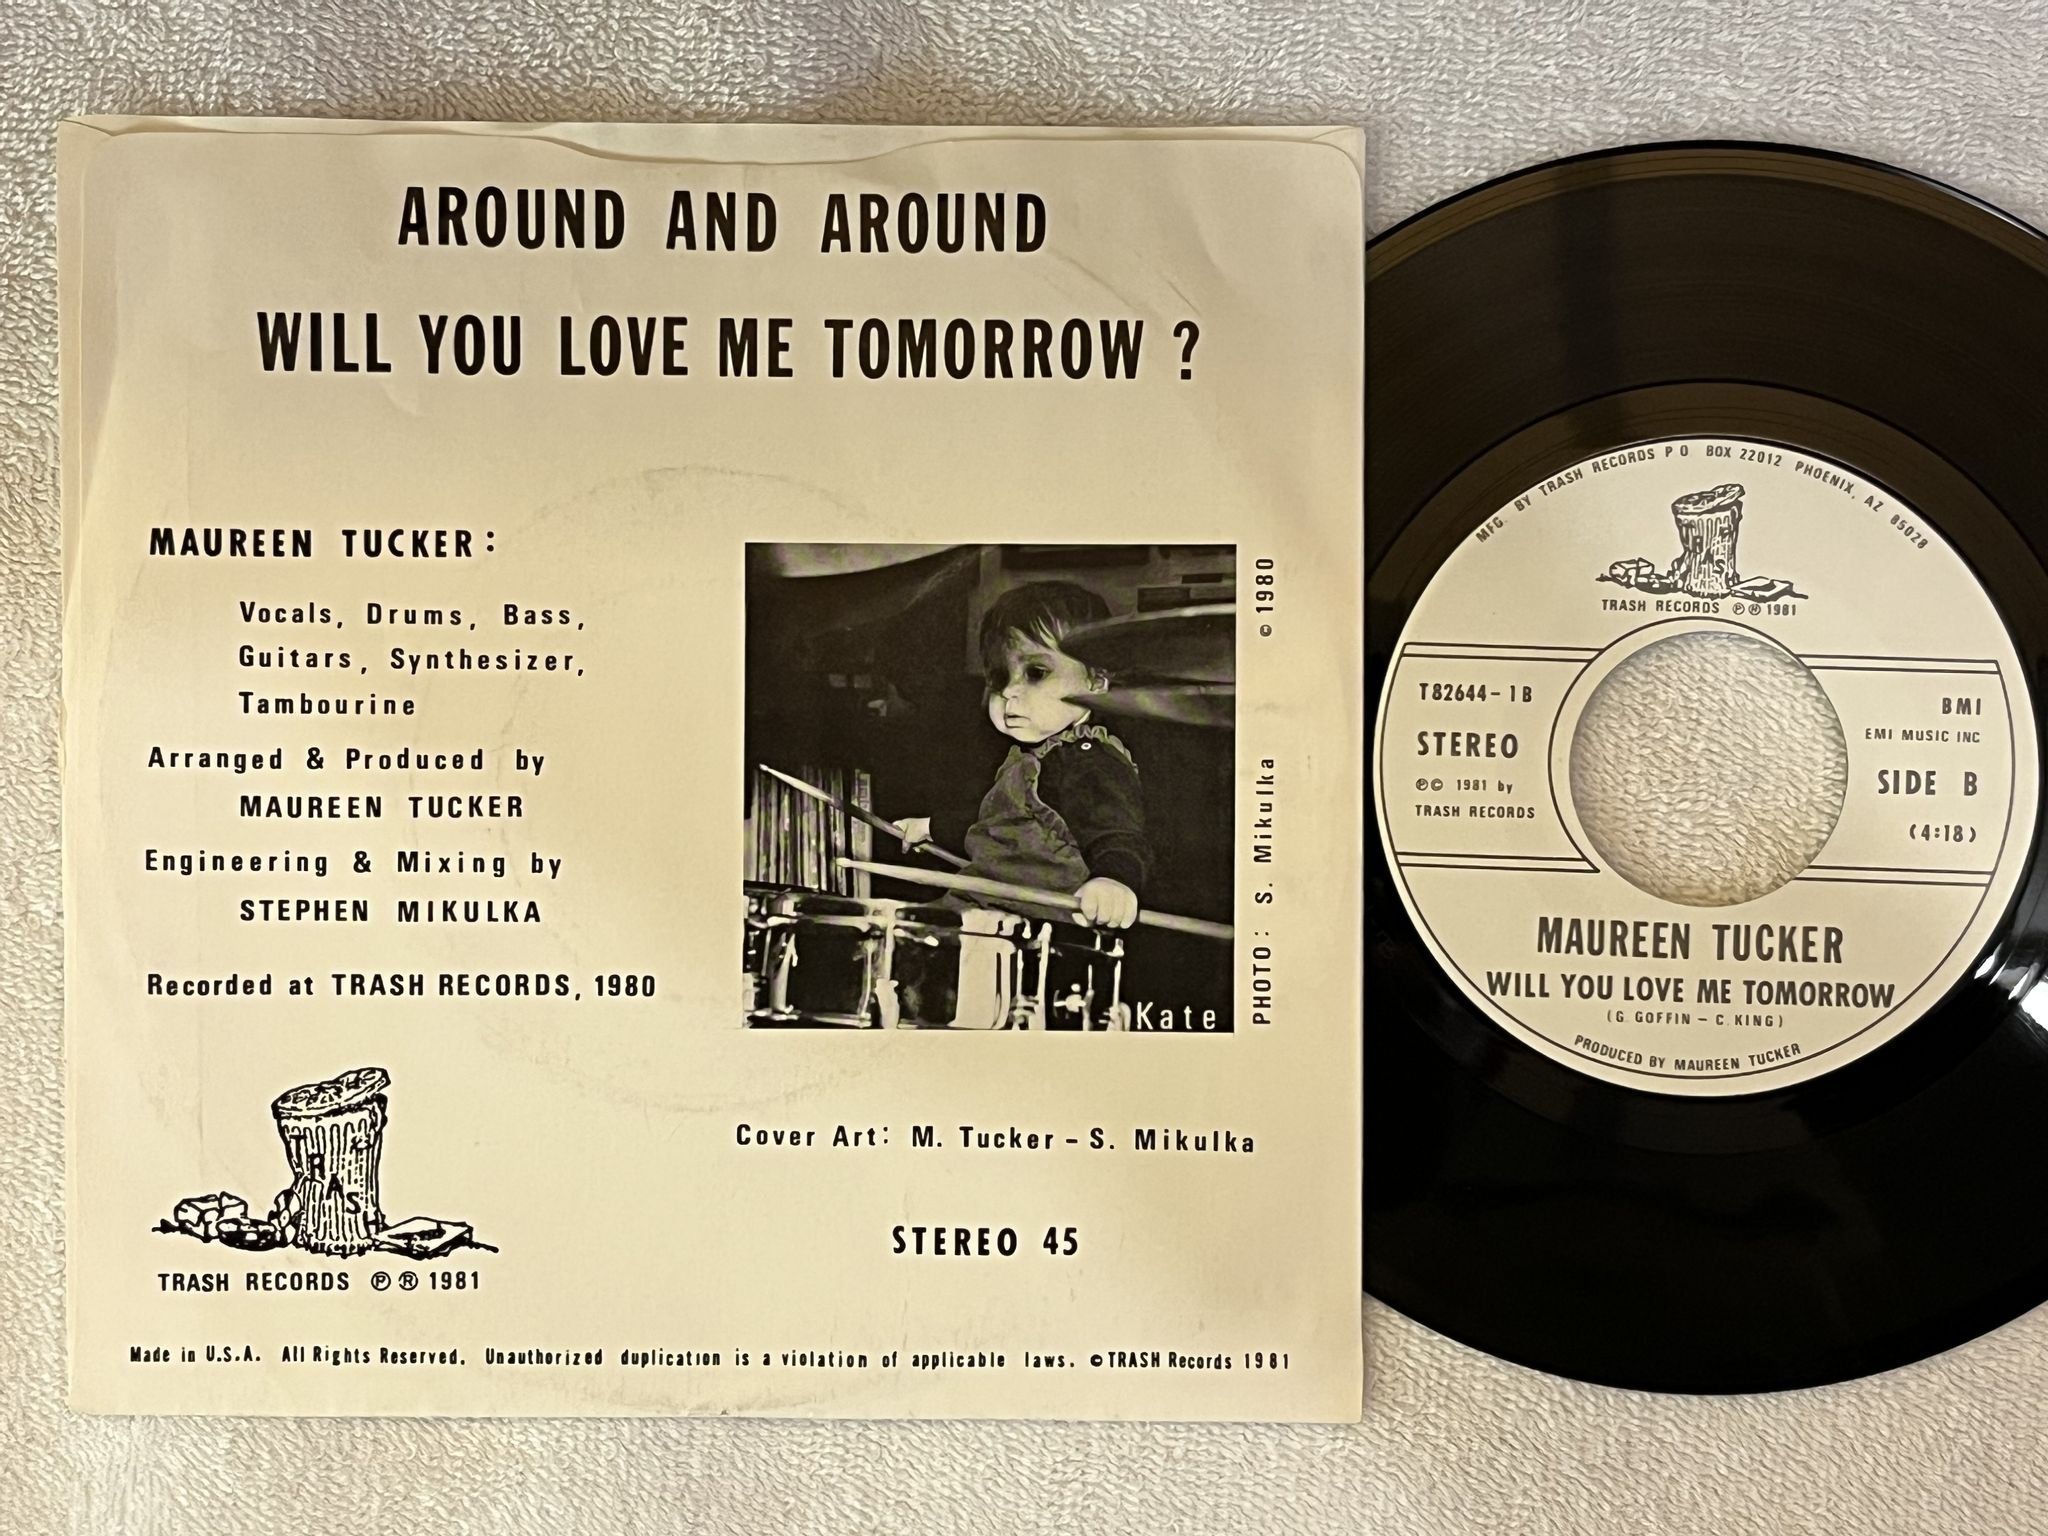 AROUND AND AROUND
WILL YOU LOVE ME TOMORROW ?
MAUREEN TUCKER:
Vocals, Drums, Bass,
Guitars, Synthesizer,
Tambourine
Arranged & Produced by
MAUREEN TUCKER
Engineering & Mixing by
STEPHEN MIKULKA
Recorded at TRASH RECORDS, 1980
Kate
PHOTO: S. Mikulka © 1980
TRASH
TRASH RECORDS ℗ ® 1981
Cover Art: M. Tucker – S. Mikulka
STEREO 45
Made in U.S.A. All Rights Reserved. Unauthorized duplication is a violation of applicable laws. © TRASH Records 1981
MFG. BY TRASH RECORDS P O BOX 22012 PHOENIX, AZ 85028
TRASH
TRASH RECORDS ℗ ® 1981
T82644-1B
STEREO
℗© 1981 by
TRASH RECORDS
BMI
EMI MUSIC INC
SIDE B
(4:18)
MAUREEN TUCKER
WILL YOU LOVE ME TOMORROW
(G. GOFFIN – C. KING)
PRODUCED BY MAUREEN TUCKER